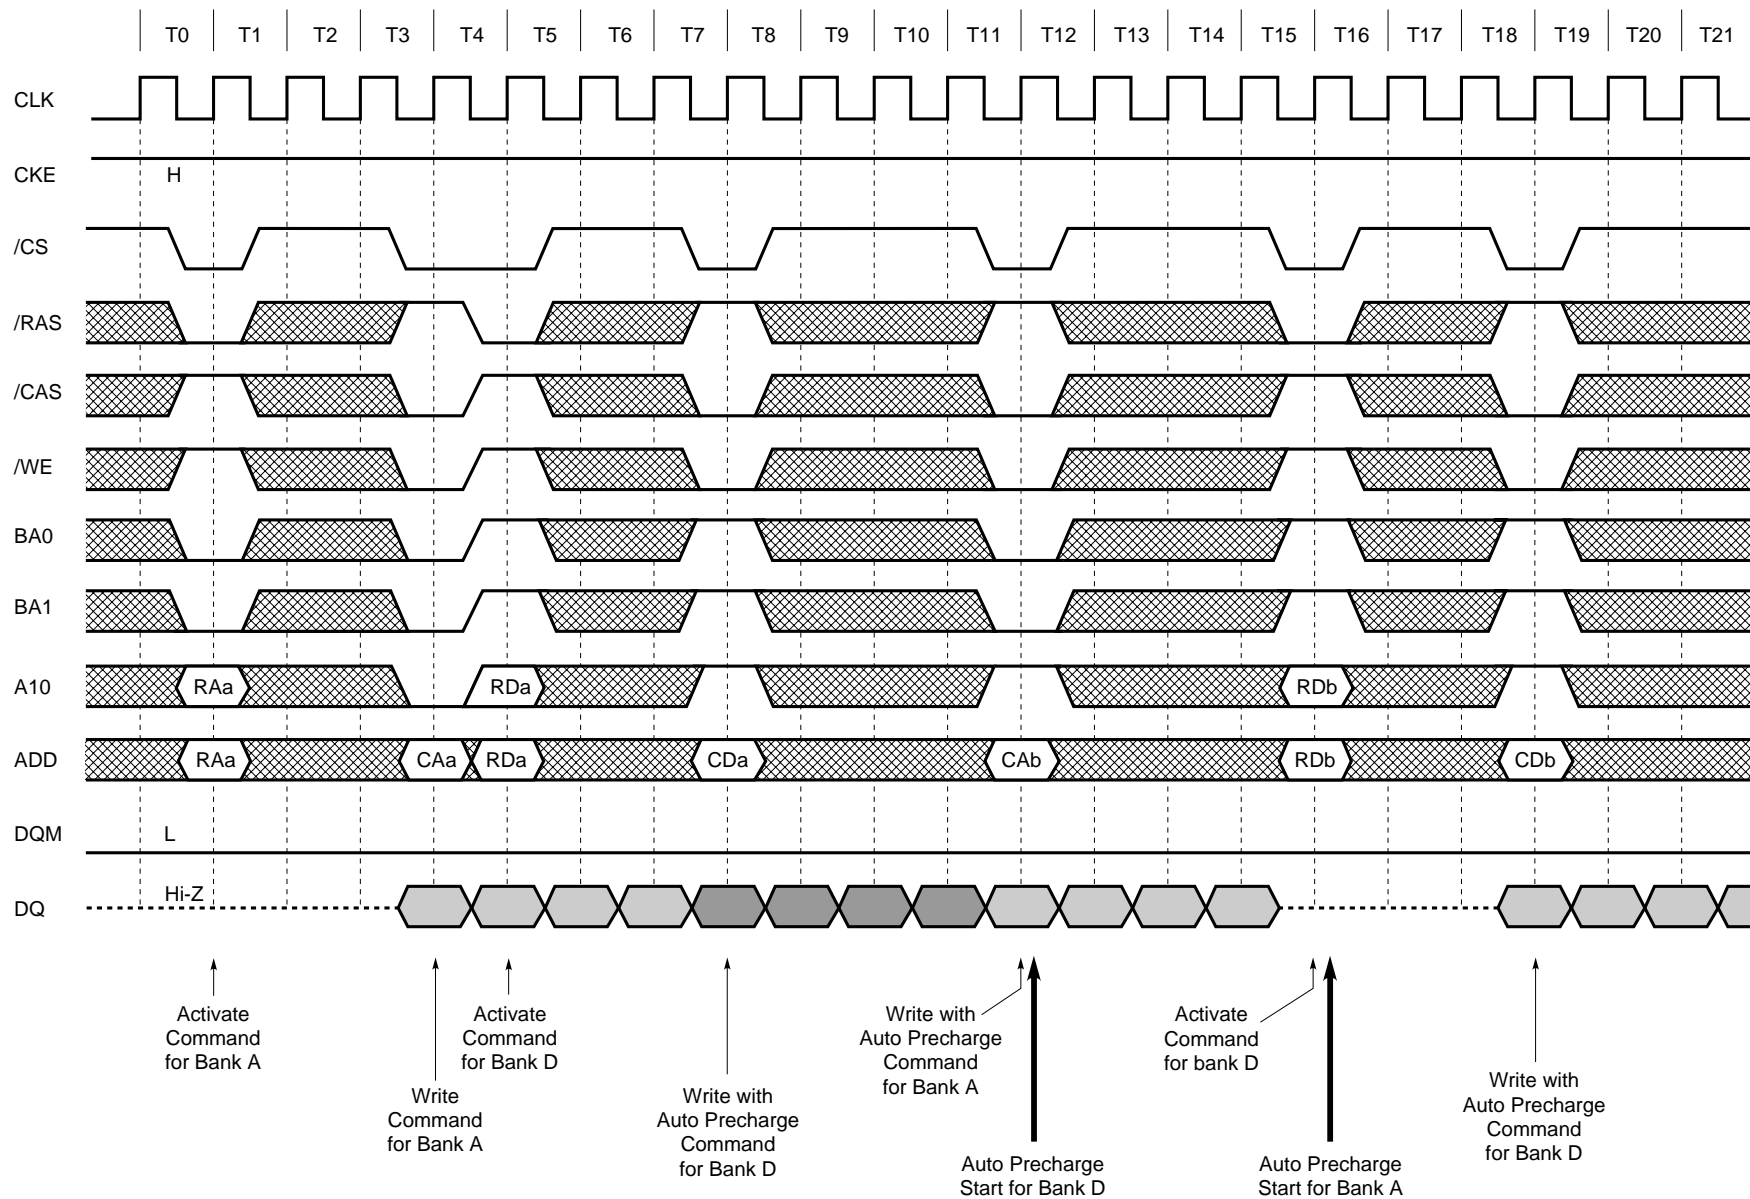 T0 T1 T2 T3 T4 T5 T6 T7 T8 T9 T10 T11 T12 T13 T14 T15 T16 T17 T18 T19 T20 T21
CLK
CKE H
/CS
/RAS
/CAS
/WE
BA0
BA1
A10 RAa RDa RDb
ADD RAa CAa RDa CDa CAb RDb CDb
DQM L
DQ Hi-Z
Activate
Command
for Bank A
Write
Command
for Bank A
Activate
Command
for Bank D
Write with
Auto Precharge
Command
for Bank D
Write with
Auto Precharge
Command
for Bank A
Auto Precharge
Start for Bank D
Activate
Command
for bank D
Auto Precharge
Start for Bank A
Write with
Auto Precharge
Command
for Bank D